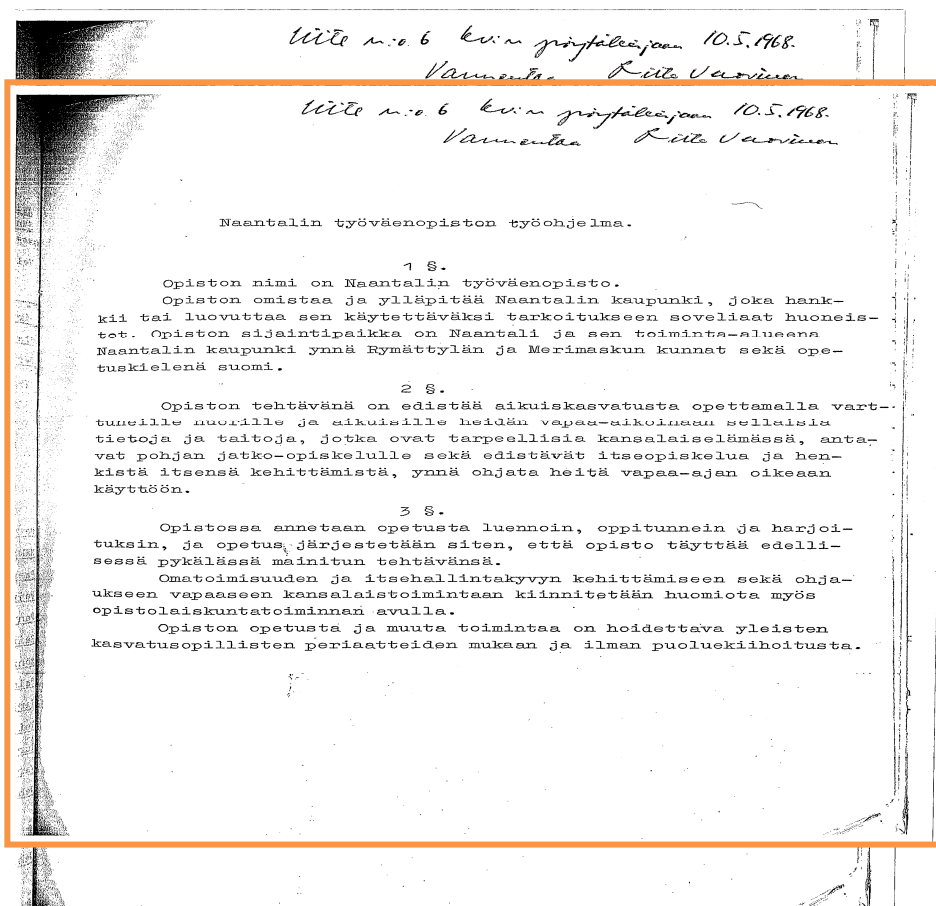 Liite n:o 6 kv:n pöytäkirjaan 10.5.1968.
Varmentaa Riitta Vuorinen
Liite n:o 6 kv:n pöytäkirjaan 10.5.1968.
Varmentaa Riitta Vuorinen
Naantalin työväenopiston työohjelma.
1 §.
Opiston nimi on Naantalin työväenopisto.
Opiston omistaa ja ylläpitää Naantalin kaupunki, joka hank-
kii tai luovuttaa sen käytettäväksi tarkoitukseen soveliaat huoneis-
tot. Opiston sijaintipaikka on Naantali ja sen toiminta-alueena
Naantalin kaupunki ynnä Rymättylän ja Merimaskun kunnat sekä ope-
tuskielenä suomi.
2 §.
Opiston tehtävänä on edistää aikuiskasvatusta opettamalla vart-
tuneille nuorille ja aikuisille heidän vapaa-aikoinaan sellaisia
tietoja ja taitoja, jotka ovat tarpeellisia kansalaiselämässä, anta-
vat pohjan jatko-opiskelulle sekä edistävät itseopiskelua ja hen-
kistä itsensä kehittämistä, ynnä ohjata heitä vapaa-ajan oikeaan
käyttöön.
3 §.
Opistossa annetaan opetusta luennoin, oppitunnein ja harjoi-
tuksin, ja opetus järjestetään siten, että opisto täyttää edelli-
sessä pykälässä mainitun tehtävänsä.
Omatoimisuuden ja itsehallintakyvyn kehittämiseen sekä ohja-
ukseen vapaaseen kansalaistoimintaan kiinnitetään huomiota myös
opistolaiskuntatoiminnan avulla.
Opiston opetusta ja muuta toimintaa on hoidettava yleisten
kasvatusopillisten periaatteiden mukaan ja ilman puoluekiihoitusta.